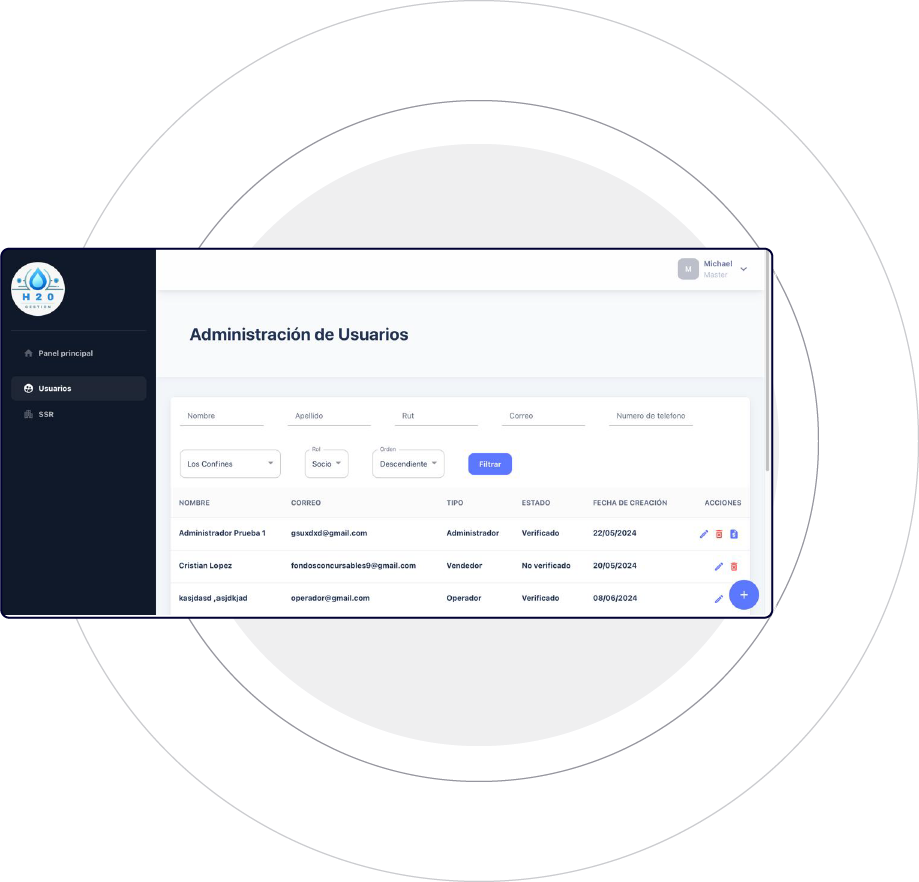 Michael
M
Master
H 2 0
GESTIÓN
Administración de Usuarios
Panel principal
Usuarios
SSR
Nombre Apellido Rut Correo Numero de telefono
Rol Orden
Los Confines Socio Descendiente Filtrar
NOMBRE CORREO TIPO ESTADO FECHA DE CREACIÓN ACCIONES
Administrador Prueba 1 gsuxdxd@gmail.com Administrador Verificado 22/05/2024
Cristian Lopez fondosconcursables9@gmail.com Vendedor No verificado 20/05/2024
kasjdasd ,asjdkjad operador@gmail.com Operador Verificado 08/06/2024
+